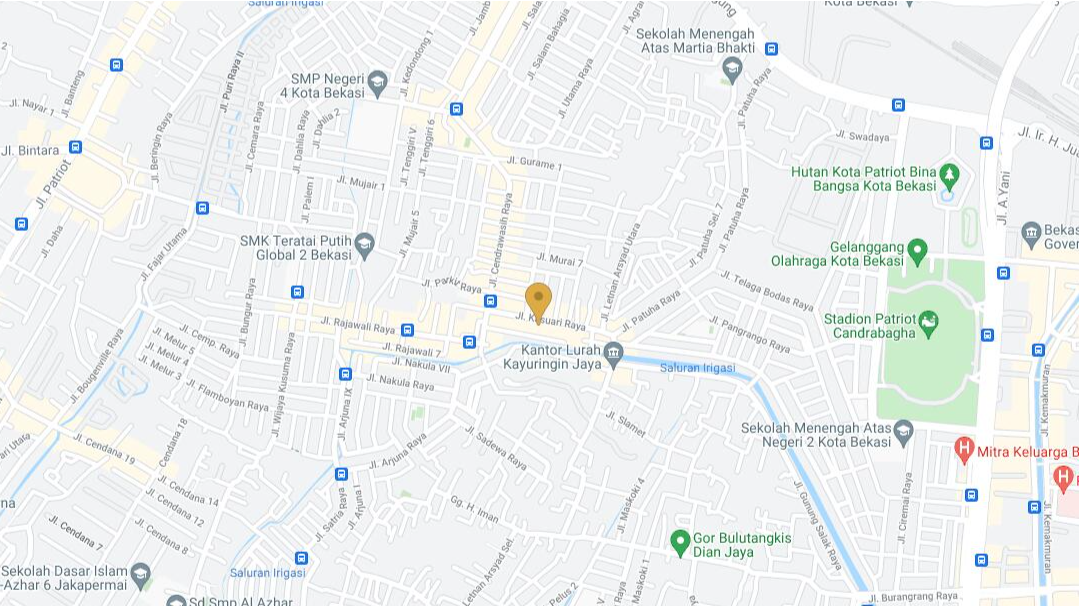 Saluran Irigasi
Jl. Puri Raya II
Jl. Banteng
Jl. Nayar 1
Jl. Bintara
Jl. Patriot
Jl. Daha
Jl. Beringin Raya
Jl. Cemara Raya
Jl. Dahlia Raya
Jl. Dahlia 2
SMP Negeri
4 Kota Bekasi
Jl. Kedondong 1
Jl. Salam Bahagia
Jl. Utama Raya
Sekolah Menengah
Atas Martia Bhakti
Kota Bekasi
Jl. Patuha Raya
Jl. Swadaya
Jl. Ir. H. Jua
Jl. A.Yani
Hutan Kota Patriot Bina
Bangsa Kota Bekasi
Bekas
Gover
Gelanggang
Olahraga Kota Bekasi
Stadion Patriot
Candrabagha
Jl. Tenggiri V
Jl. Tenggiri 6
Jl. Gurame 1
Jl. Mujair 1
Jl. Palem I
Jl. Mujair 5
Jl. Cendrawasih Raya
SMK Teratai Putih
Global 2 Bekasi
Jl. Fajar Utama
Jl. Murai 7
Jl. Letnan Arsyad Utara
Jl. Patuha Sel. 7
Jl. Patuha Raya
Jl. Telaga Bodas Raya
Jl. Parkit Raya
Jl. Kasuari Raya
Jl. Patuha Raya
Jl. Pangrango Raya
Jl. Bungur Raya
Jl. Rajawali Raya
Jl. Rajawali 7
Jl. Nakula VII
Jl. Nakula Raya
Kantor Lurah
Kayuringin Jaya
Saluran Irigasi
Jl. Cemp. Raya
Jl. Melur 5
Jl. Melur 4
Jl. Melur 3
Jl. Flamboyan Raya
Jl. Bougenville Raya
Jl. Wijaya Kusuma Raya
Jl. Arjuna IX
Jl. Slamet
Sekolah Menengah Atas
Negeri 2 Kota Bekasi
Mitra Keluarga B
Jl. Kemakmuran
Cendana 18
Jl. Cendana 19
Jl. Cendana 14
Jl. Cendana 12
Jl. Cendana 8
Jl. Cendana 7
Jl. Arjuna Raya
Jl. Sadewa Raya
Jl. Satria Raya
Jl. Arjuna I
Gg. H. Iman
Jl. Maskoki 4
Jl. Maskoki 1
Jl. Gunung Salak Raya
Jl. Ciremai Raya
Jl. Kemakmuran
Gor Bulutangkis
Dian Jaya
Letnan Arsyad Sel.
Pelus 2
Raya
Saluran Irigasi
Sekolah Dasar Islam
-Azhar 6 Jakapermai
Sd Smp Al Azhar
Jl. Burangrang Raya